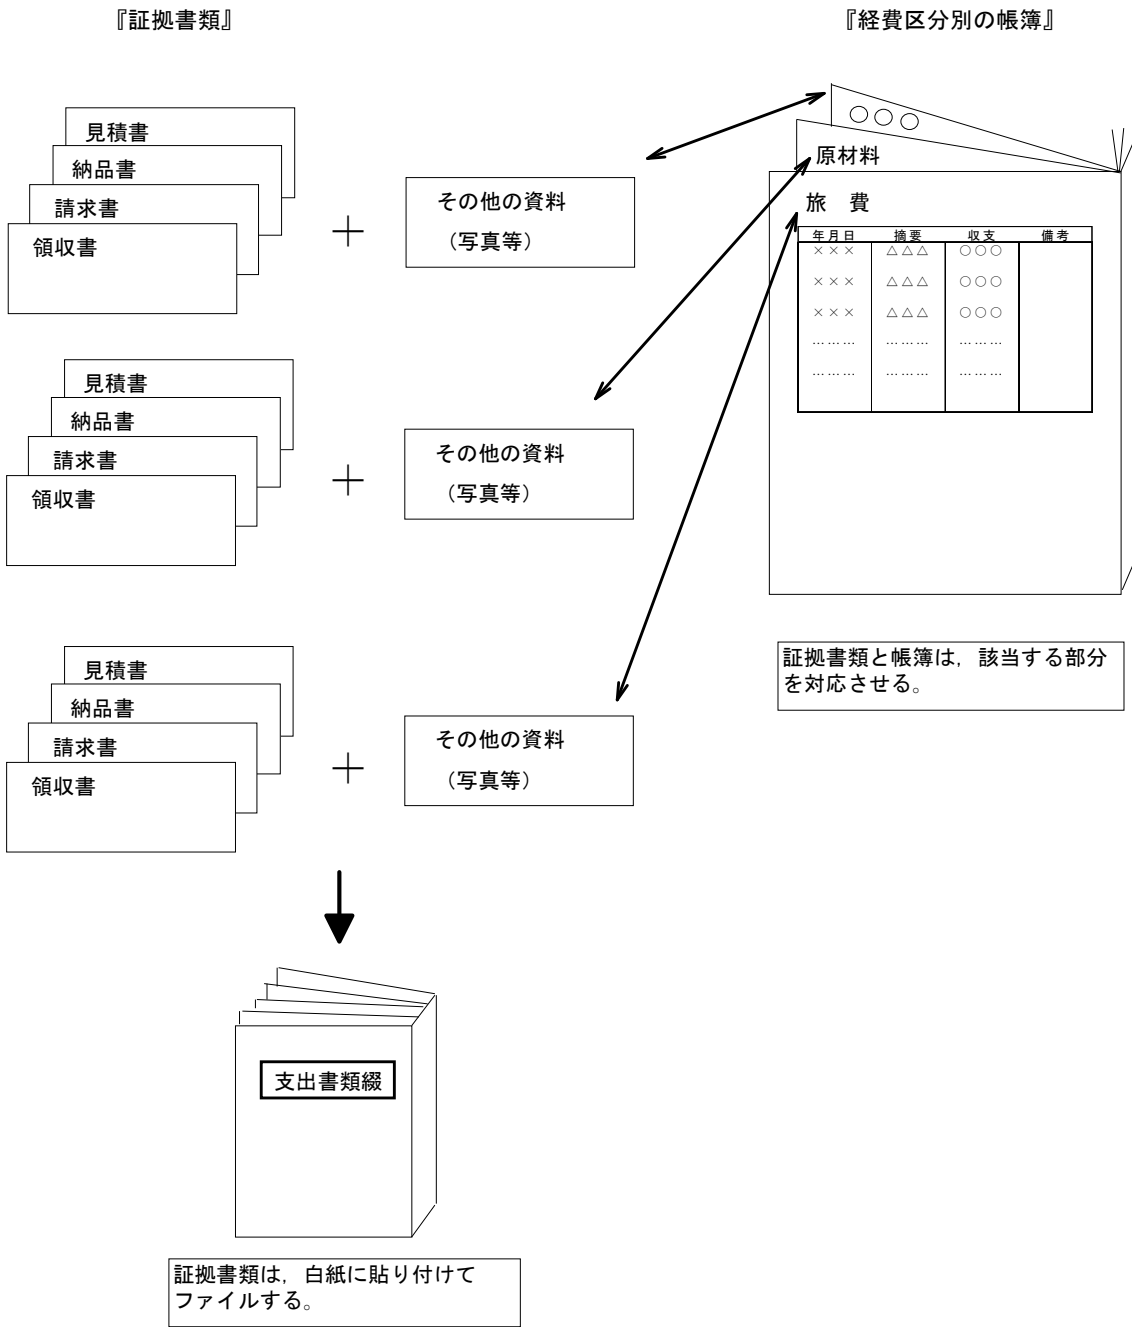 『証拠書類』
『経費区分別の帳簿』
見積書
納品書
請求書
領収書
＋
その他の資料
（写真等）
○○○
原材料
旅　費
年月日 摘要 収支 備考
××× △△△ ○○○
××× △△△ ○○○
××× △△△ ○○○
……… ……… ………
……… ……… ………
見積書
納品書
請求書
領収書
＋
その他の資料
（写真等）
証拠書類と帳簿は，該当する部分
を対応させる。
見積書
納品書
請求書
領収書
＋
その他の資料
（写真等）
支出書類綴
証拠書類は，白紙に貼り付けて
ファイルする。